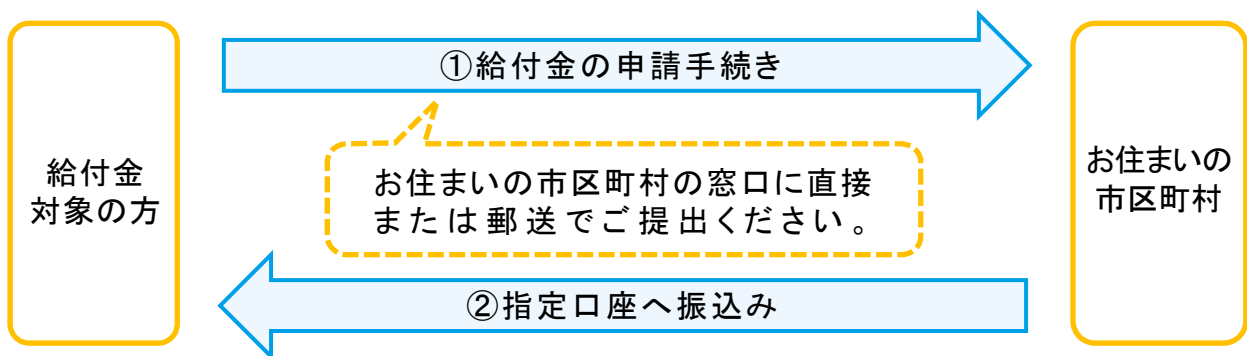 ①給付金の申請手続き
給付金
対象の方
お住まいの市区町村の窓口に直接
または郵送でご提出ください。
お住まいの
市区町村
②指定口座へ振込み